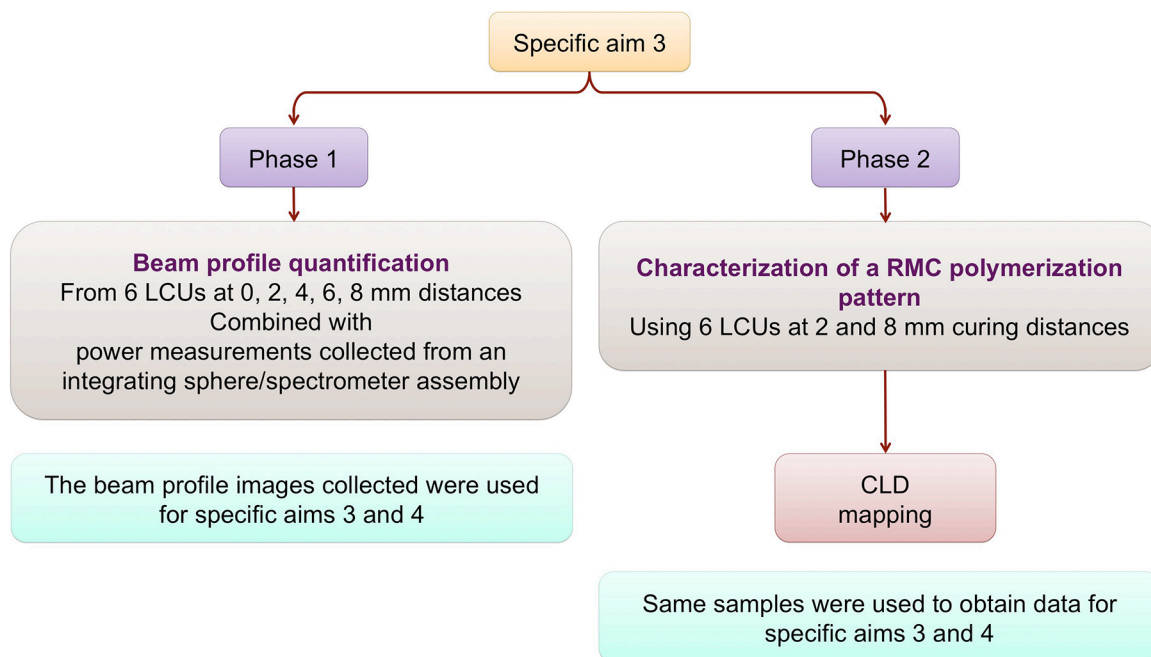 Specific aim 3
Phase 1
Phase 2
Beam profile quantification
From 6 LCUs at 0, 2, 4, 6, 8 mm distances
Combined with
power measurements collected from an
integrating sphere/spectrometer assembly
Characterization of a RMC polymerization
pattern
Using 6 LCUs at 2 and 8 mm curing distances
The beam profile images collected were used
for specific aims 3 and 4
CLD
mapping
Same samples were used to obtain data for
specific aims 3 and 4